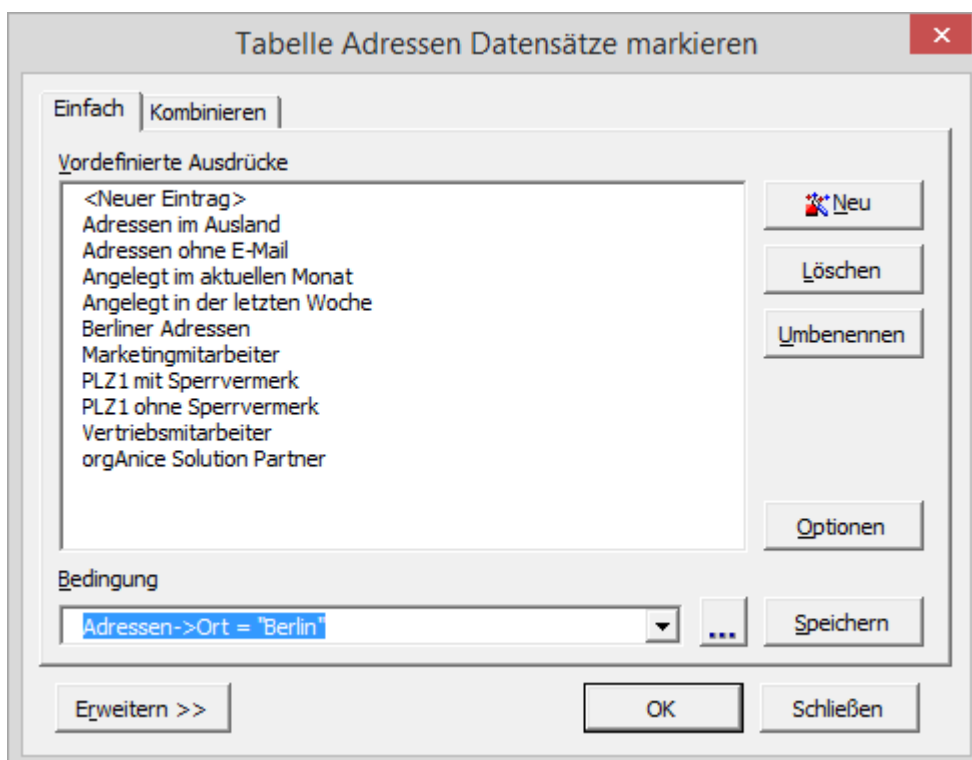 Tabelle Adressen Datensätze markieren
Einfach
Kombinieren
Vordefinierte Ausdrücke
<Neuer Eintrag>
Adressen im Ausland
Adressen ohne E-Mail
Angelegt im aktuellen Monat
Angelegt in der letzten Woche
Berliner Adressen
Marketingmitarbeiter
PLZ1 mit Sperrvermerk
PLZ1 ohne Sperrvermerk
Vertriebsmitarbeiter
orgAnice Solution Partner
Neu
Löschen
Umbenennen
Optionen
Bedingung
Adressen->Ort = "Berlin"
...
Speichern
Erweitern >>
OK
Schließen